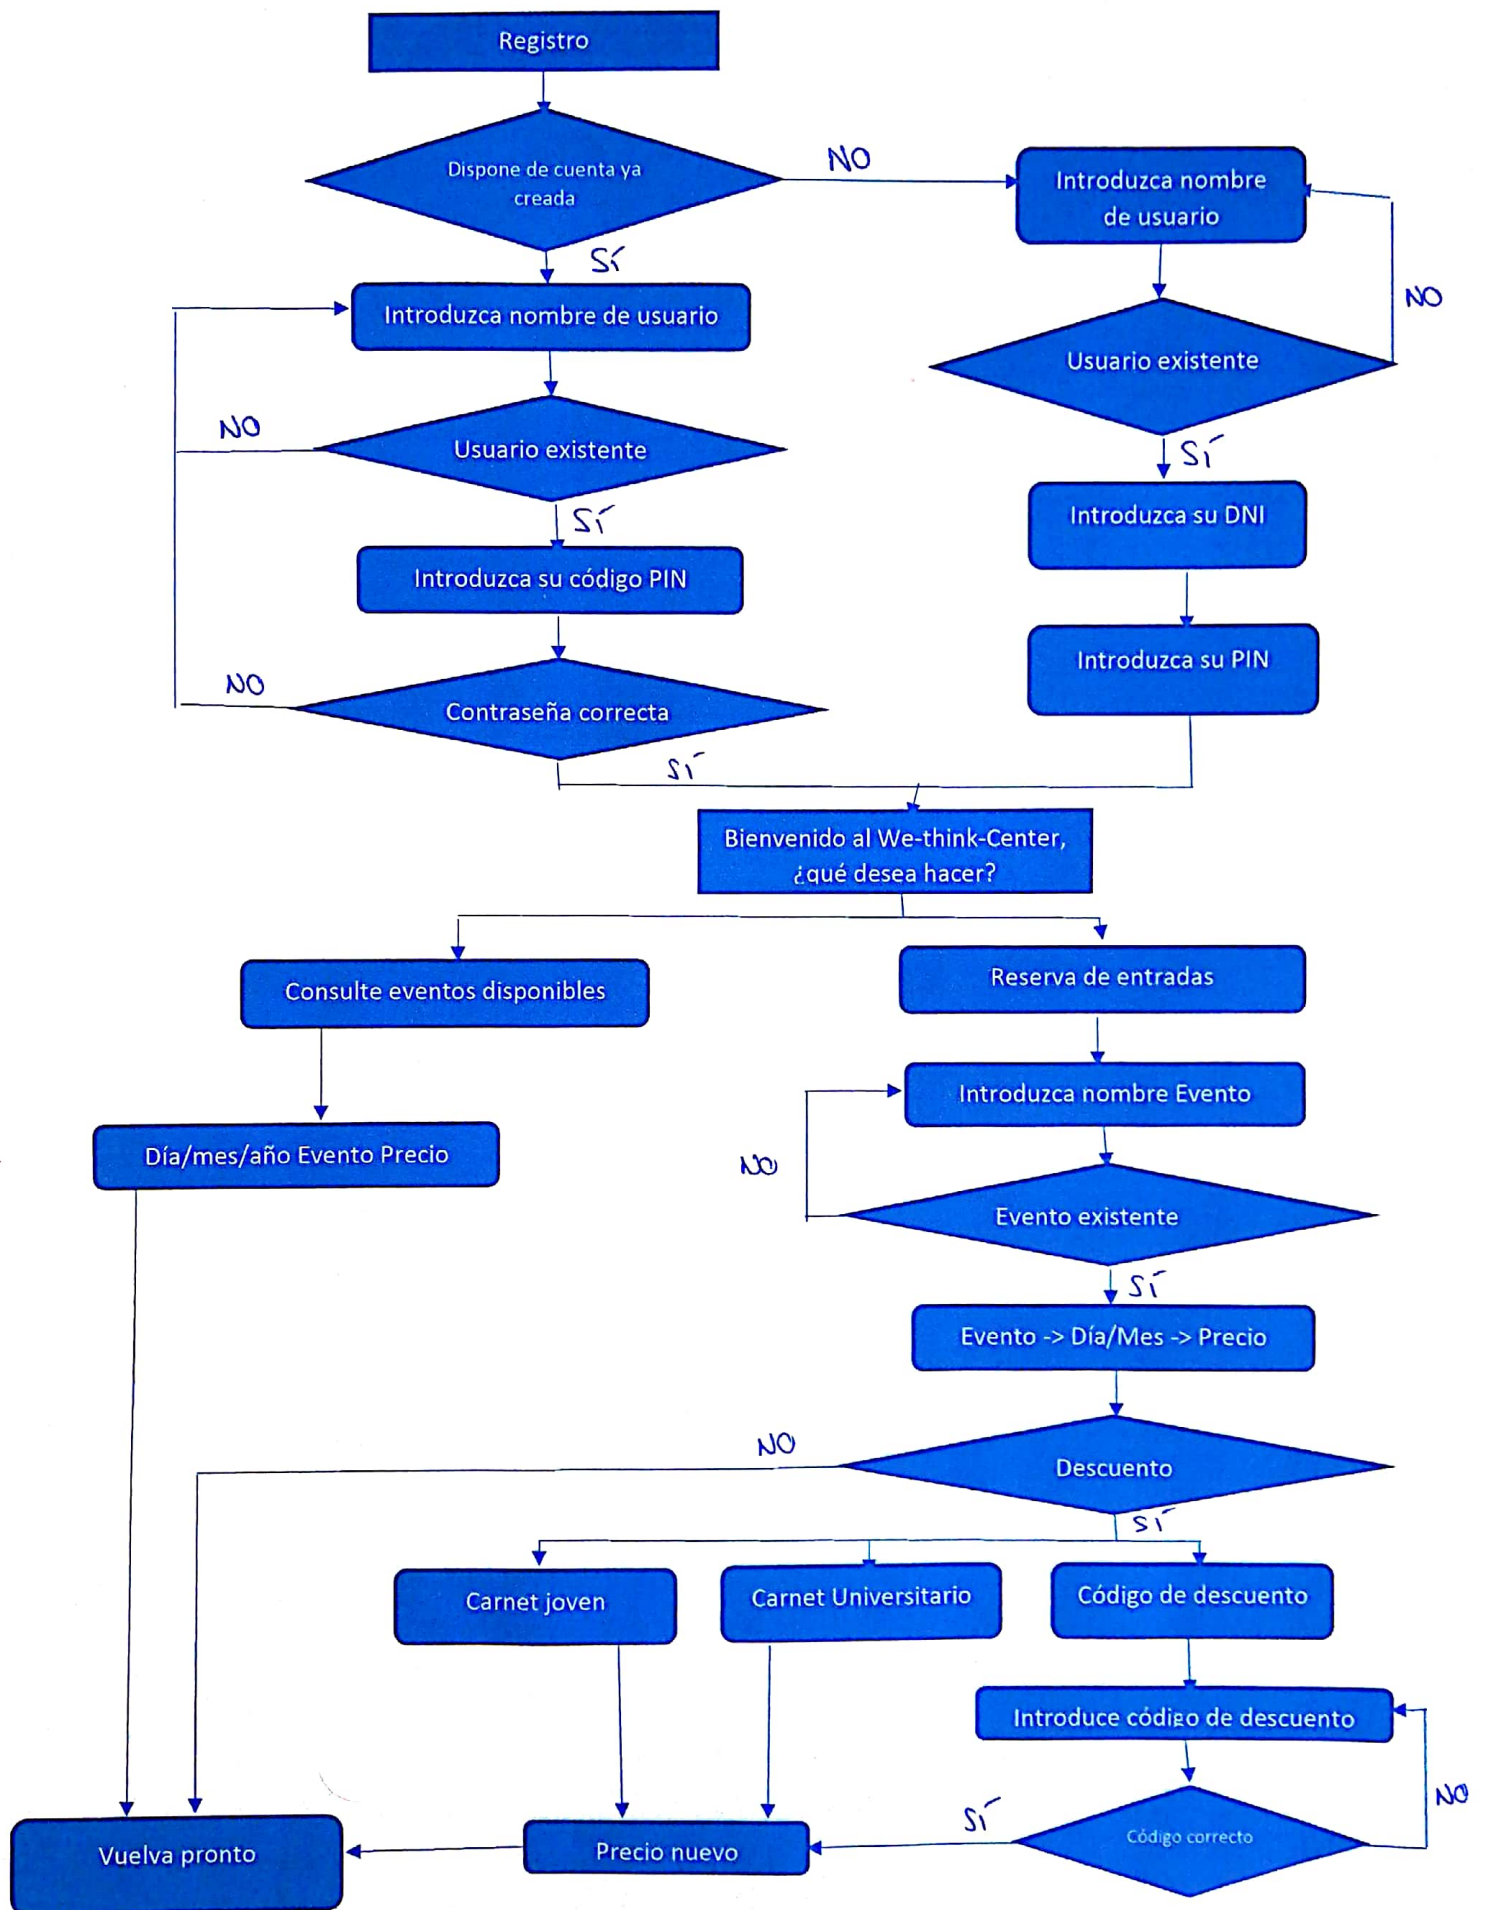 Registro
Dispone de cuenta ya
creada
NO
Introduzca nombre
de usuario
SÍ
NO
Introduzca nombre de usuario
Usuario existente
NO
Usuario existente
SÍ
SÍ
Introduzca su DNI
Introduzca su código PIN
Introduzca su PIN
NO
Contraseña correcta
SÍ
Bienvenido al We-think-Center,
¿qué desea hacer?
Consulte eventos disponibles
Reserva de entradas
Introduzca nombre Evento
Día/mes/año Evento Precio
NO
Evento existente
SÍ
Evento -> Día/Mes -> Precio
NO
Descuento
SÍ
Carnet joven
Carnet Universitario
Código de descuento
Introduce código de descuento
NO
SÍ
Código correcto
Vuelva pronto
Precio nuevo